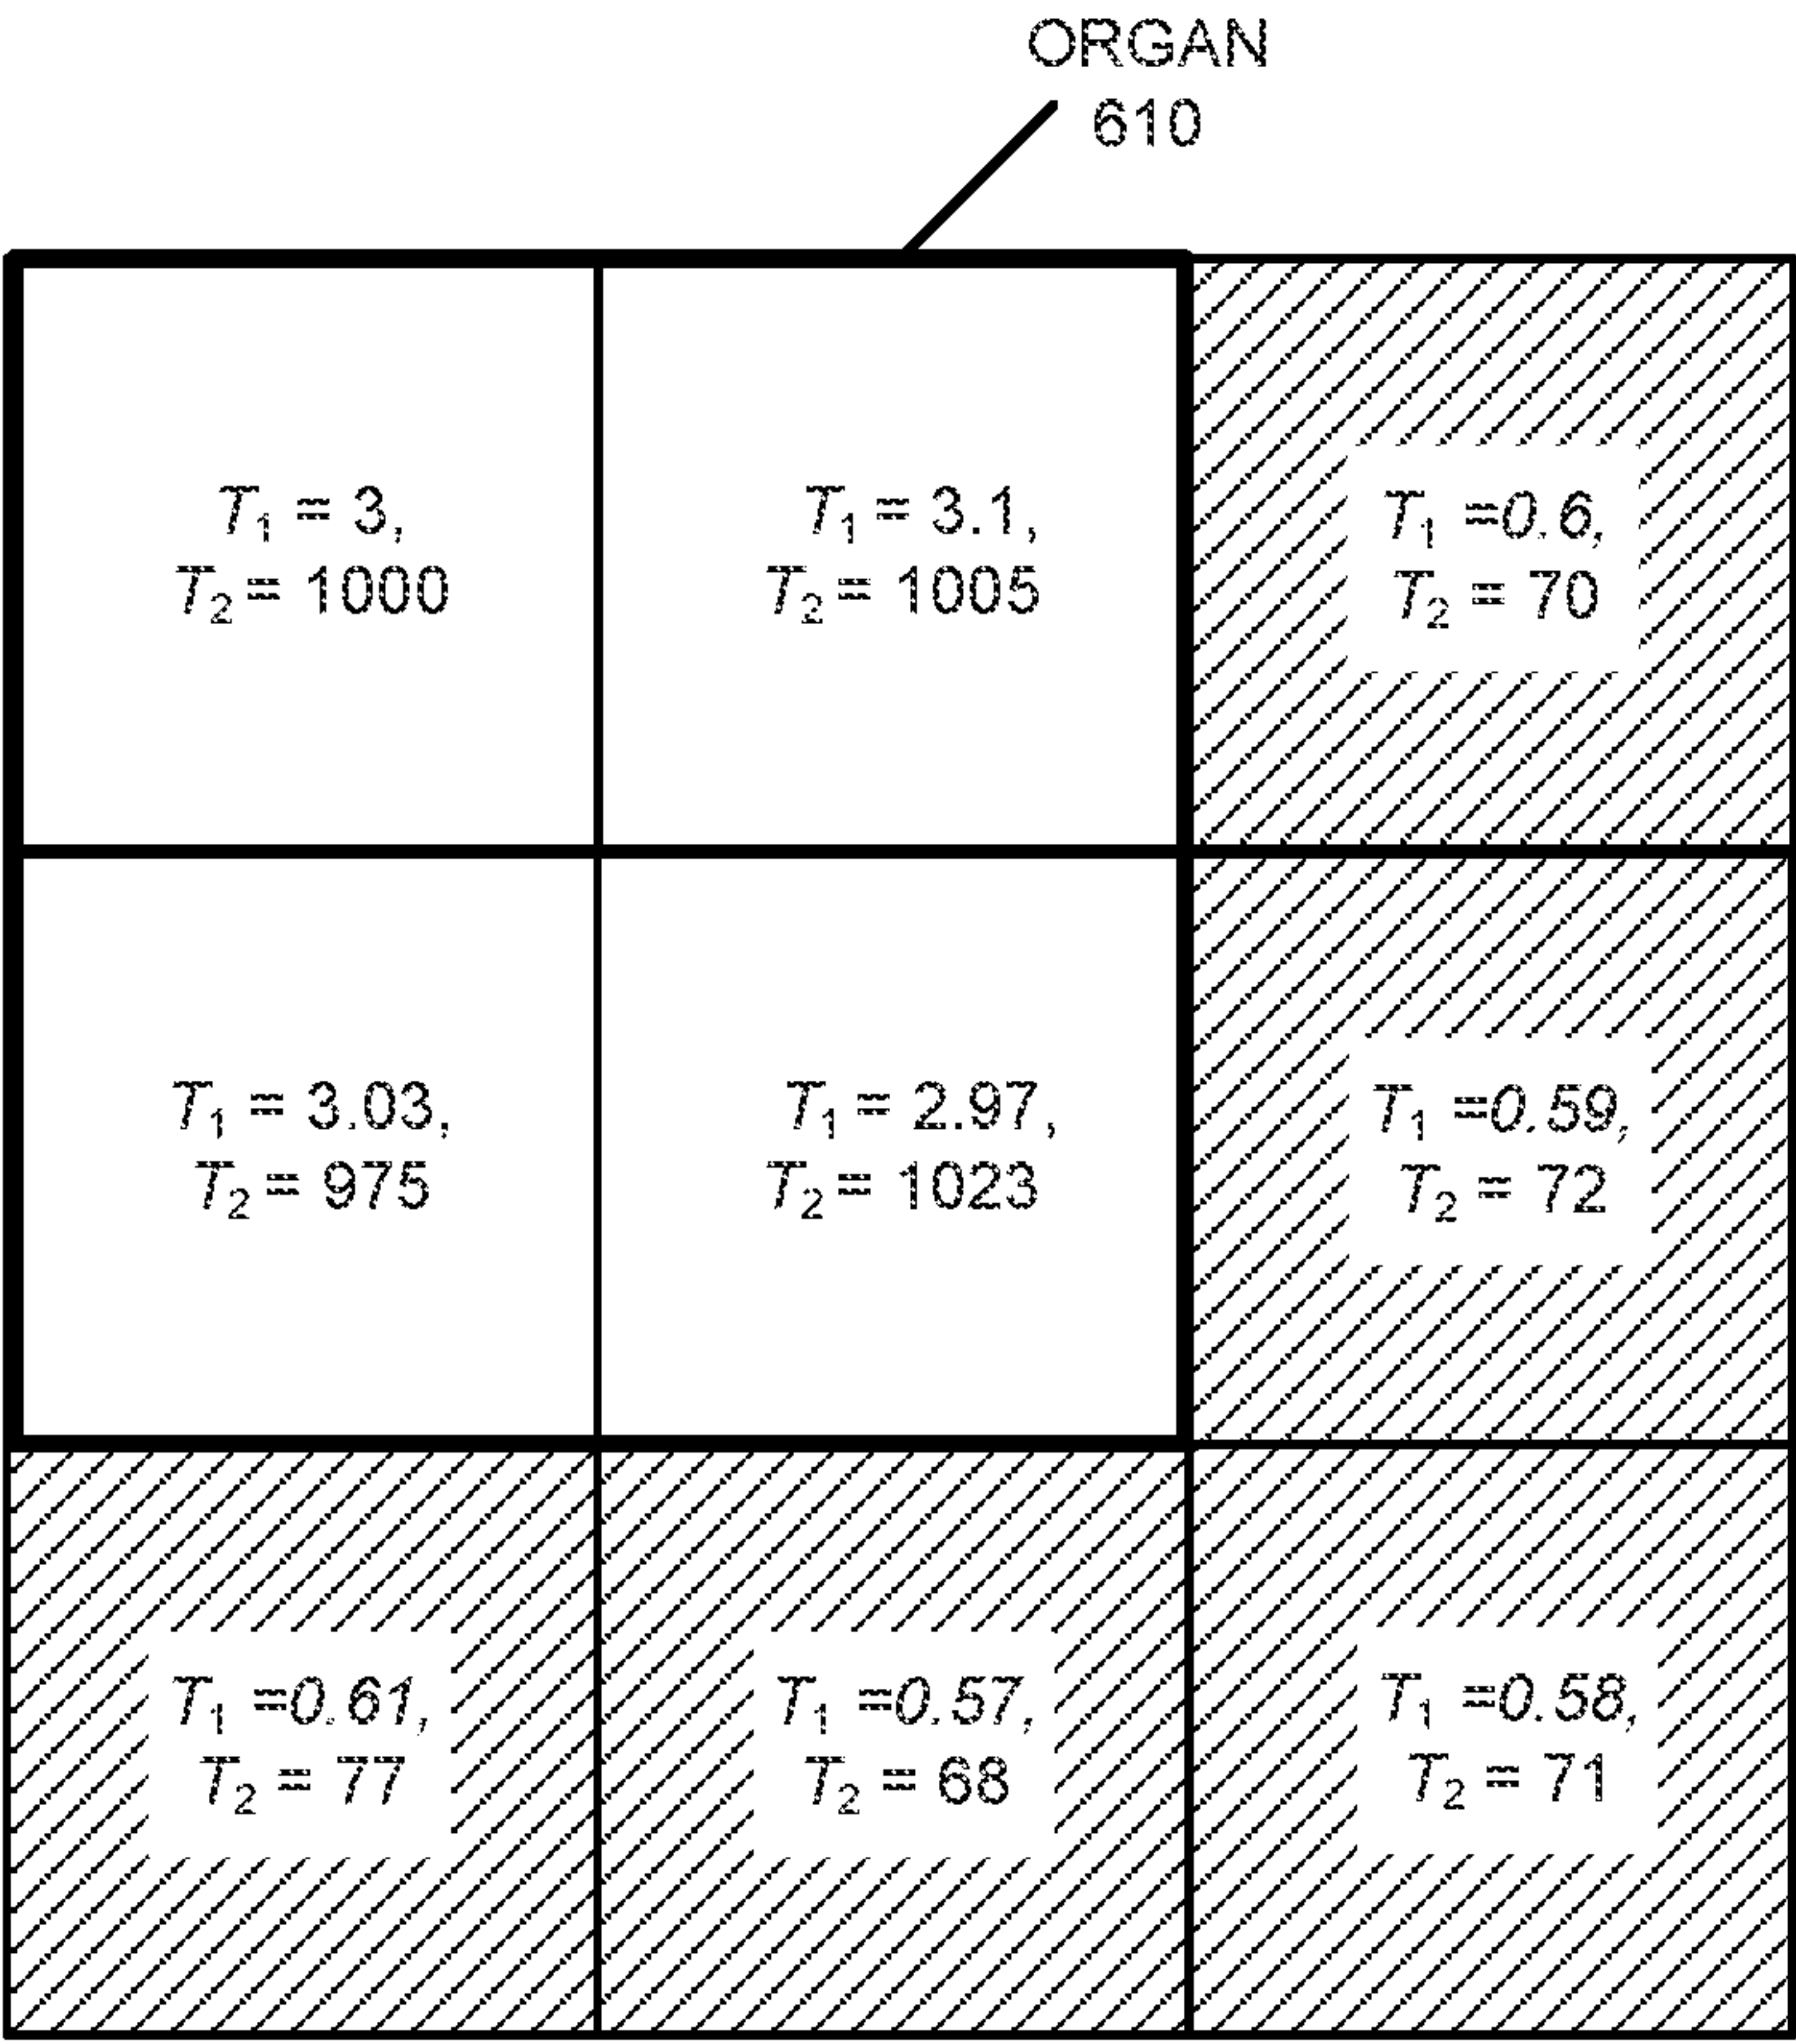 ORGAN
610
T₁ = 3,
T₂ = 1000
T₁ = 3.1,
T₂ = 1005
T₁ =0.6,
T₂ = 70
T₁ = 3.03,
T₂ = 975
T₁ = 2.97,
T₂ = 1023
T₁ =0.59,
T₂ = 72
T₁ =0.61,
T₂ = 77
T₁ =0.57,
T₂ = 68
T₁ =0.58,
T₂ = 71